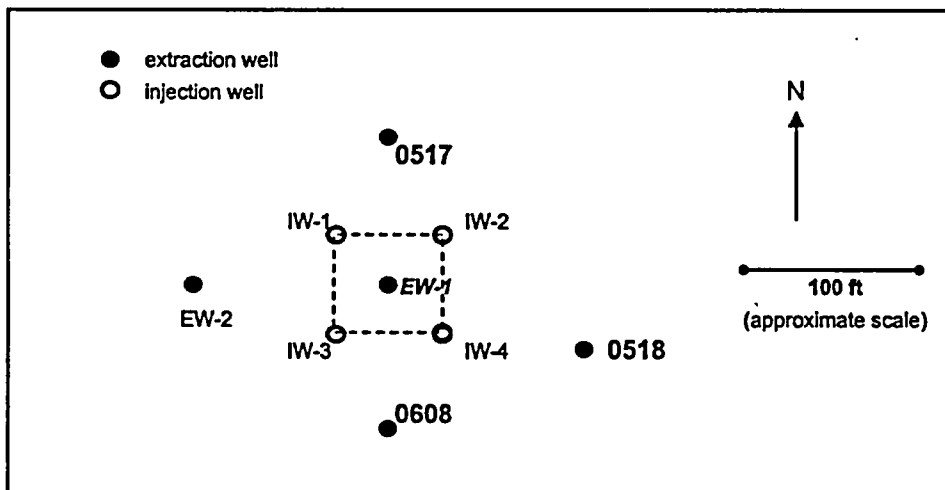 extraction well
injection well
N
0517
IW-1
IW-2
EW-1
100 ft
(approximate scale)
EW-2
IW-3
IW-4
0518
0608